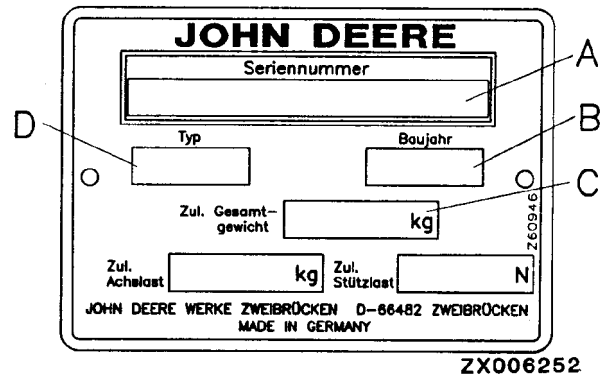 JOHN DEERE
Seriennummer
A
D
Typ
Baujahr
B
Zul. Gesamt-
gewicht
kg
C
Z60946
Zul.
Achslast
kg
Zul.
Stützlast
N
JOHN DEERE WERKE ZWEIBRÜCKEN D-66482 ZWEIBRÜCKEN
MADE IN GERMANY
ZX006252